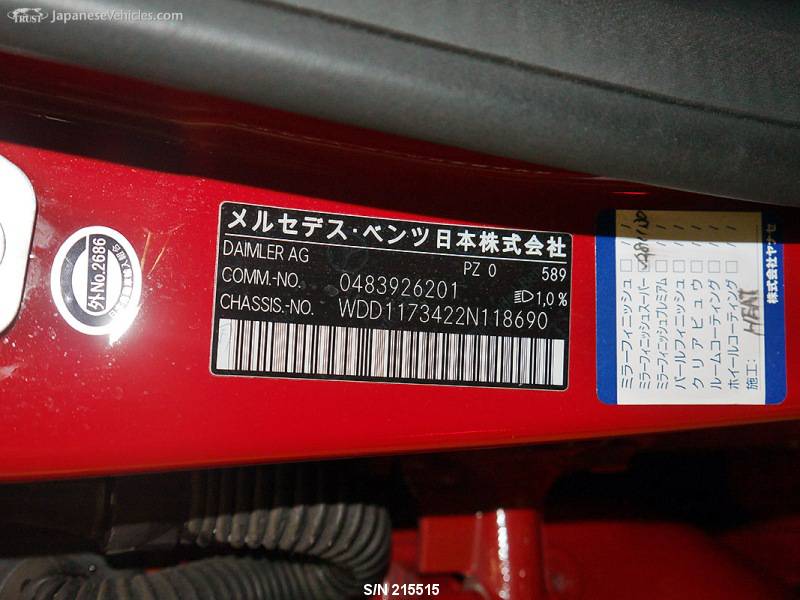 TRUST JapaneseVehicles.com
外No.2686
メルセデス・ベンツ日本株式会社
DAIMLER AG
PZ 0 589
COMM.-NO. 0483926201 1,0%
CHASSIS.-NO. WDD1173422N118690
ミラーフィニッシュ
ミラーフィニッシュスーパー
ミラーフィニッシュプレミアム
パールフィニッシュ
クリアビュウ
ルームコーティング
ホイールコーティング
施工:
株式会社ヤナセ
S/N 215515